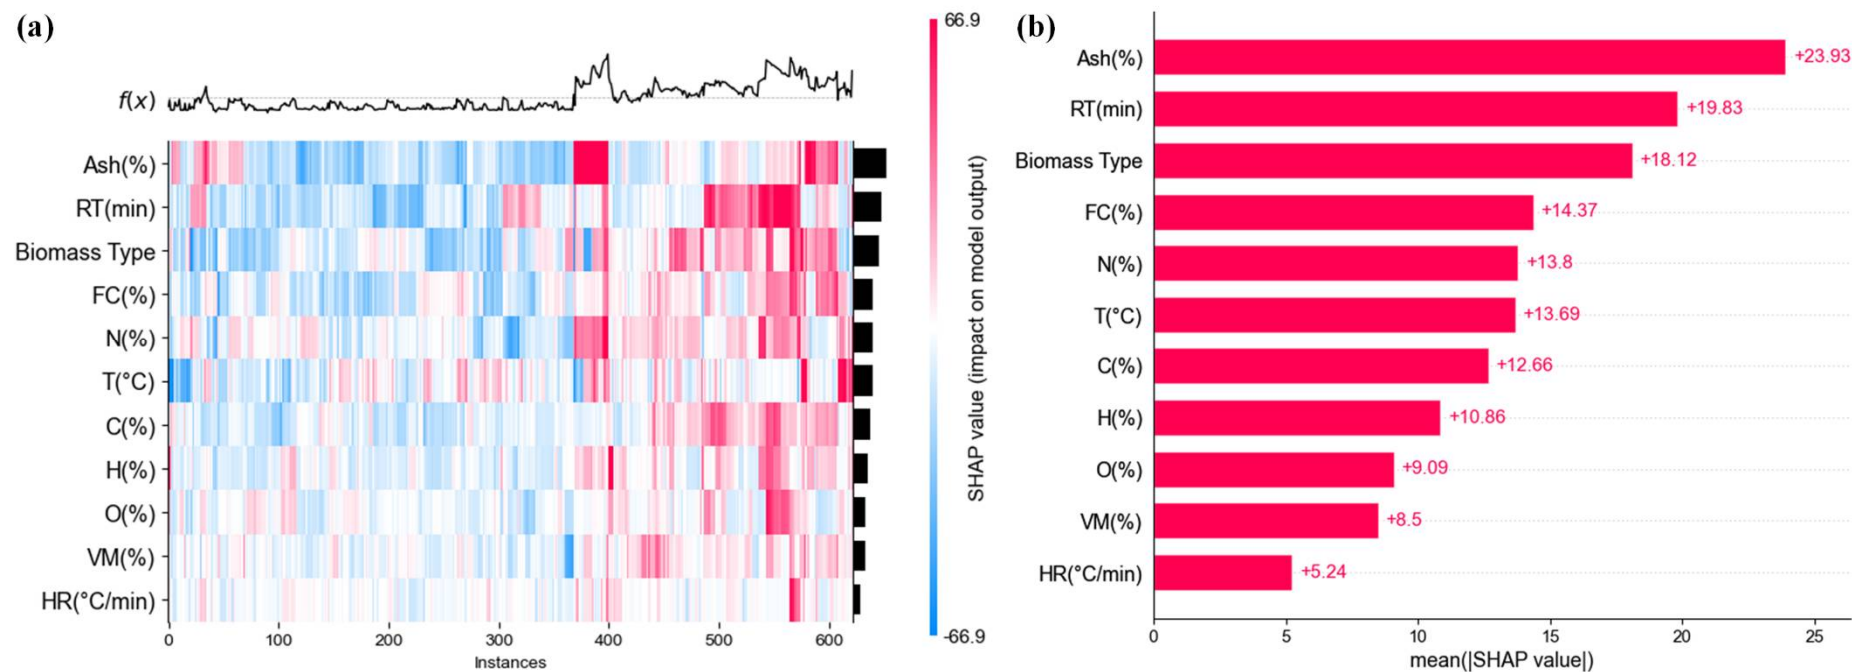 (a)
f(x)
Ash(%)
RT(min)
Biomass Type
FC(%)
N(%)
T(°C)
C(%)
H(%)
O(%)
VM(%)
HR(°C/min)
0 100 200 300 400 500 600
Instances
66.9
SHAP value (impact on model output)
-66.9
(b)
Ash(%) +23.93
RT(min) +19.83
Biomass Type +18.12
FC(%) +14.37
N(%) +13.8
T(°C) +13.69
C(%) +12.66
H(%) +10.86
O(%) +9.09
VM(%) +8.5
HR(°C/min) +5.24
0 5 10 15 20 25
mean(|SHAP value|)